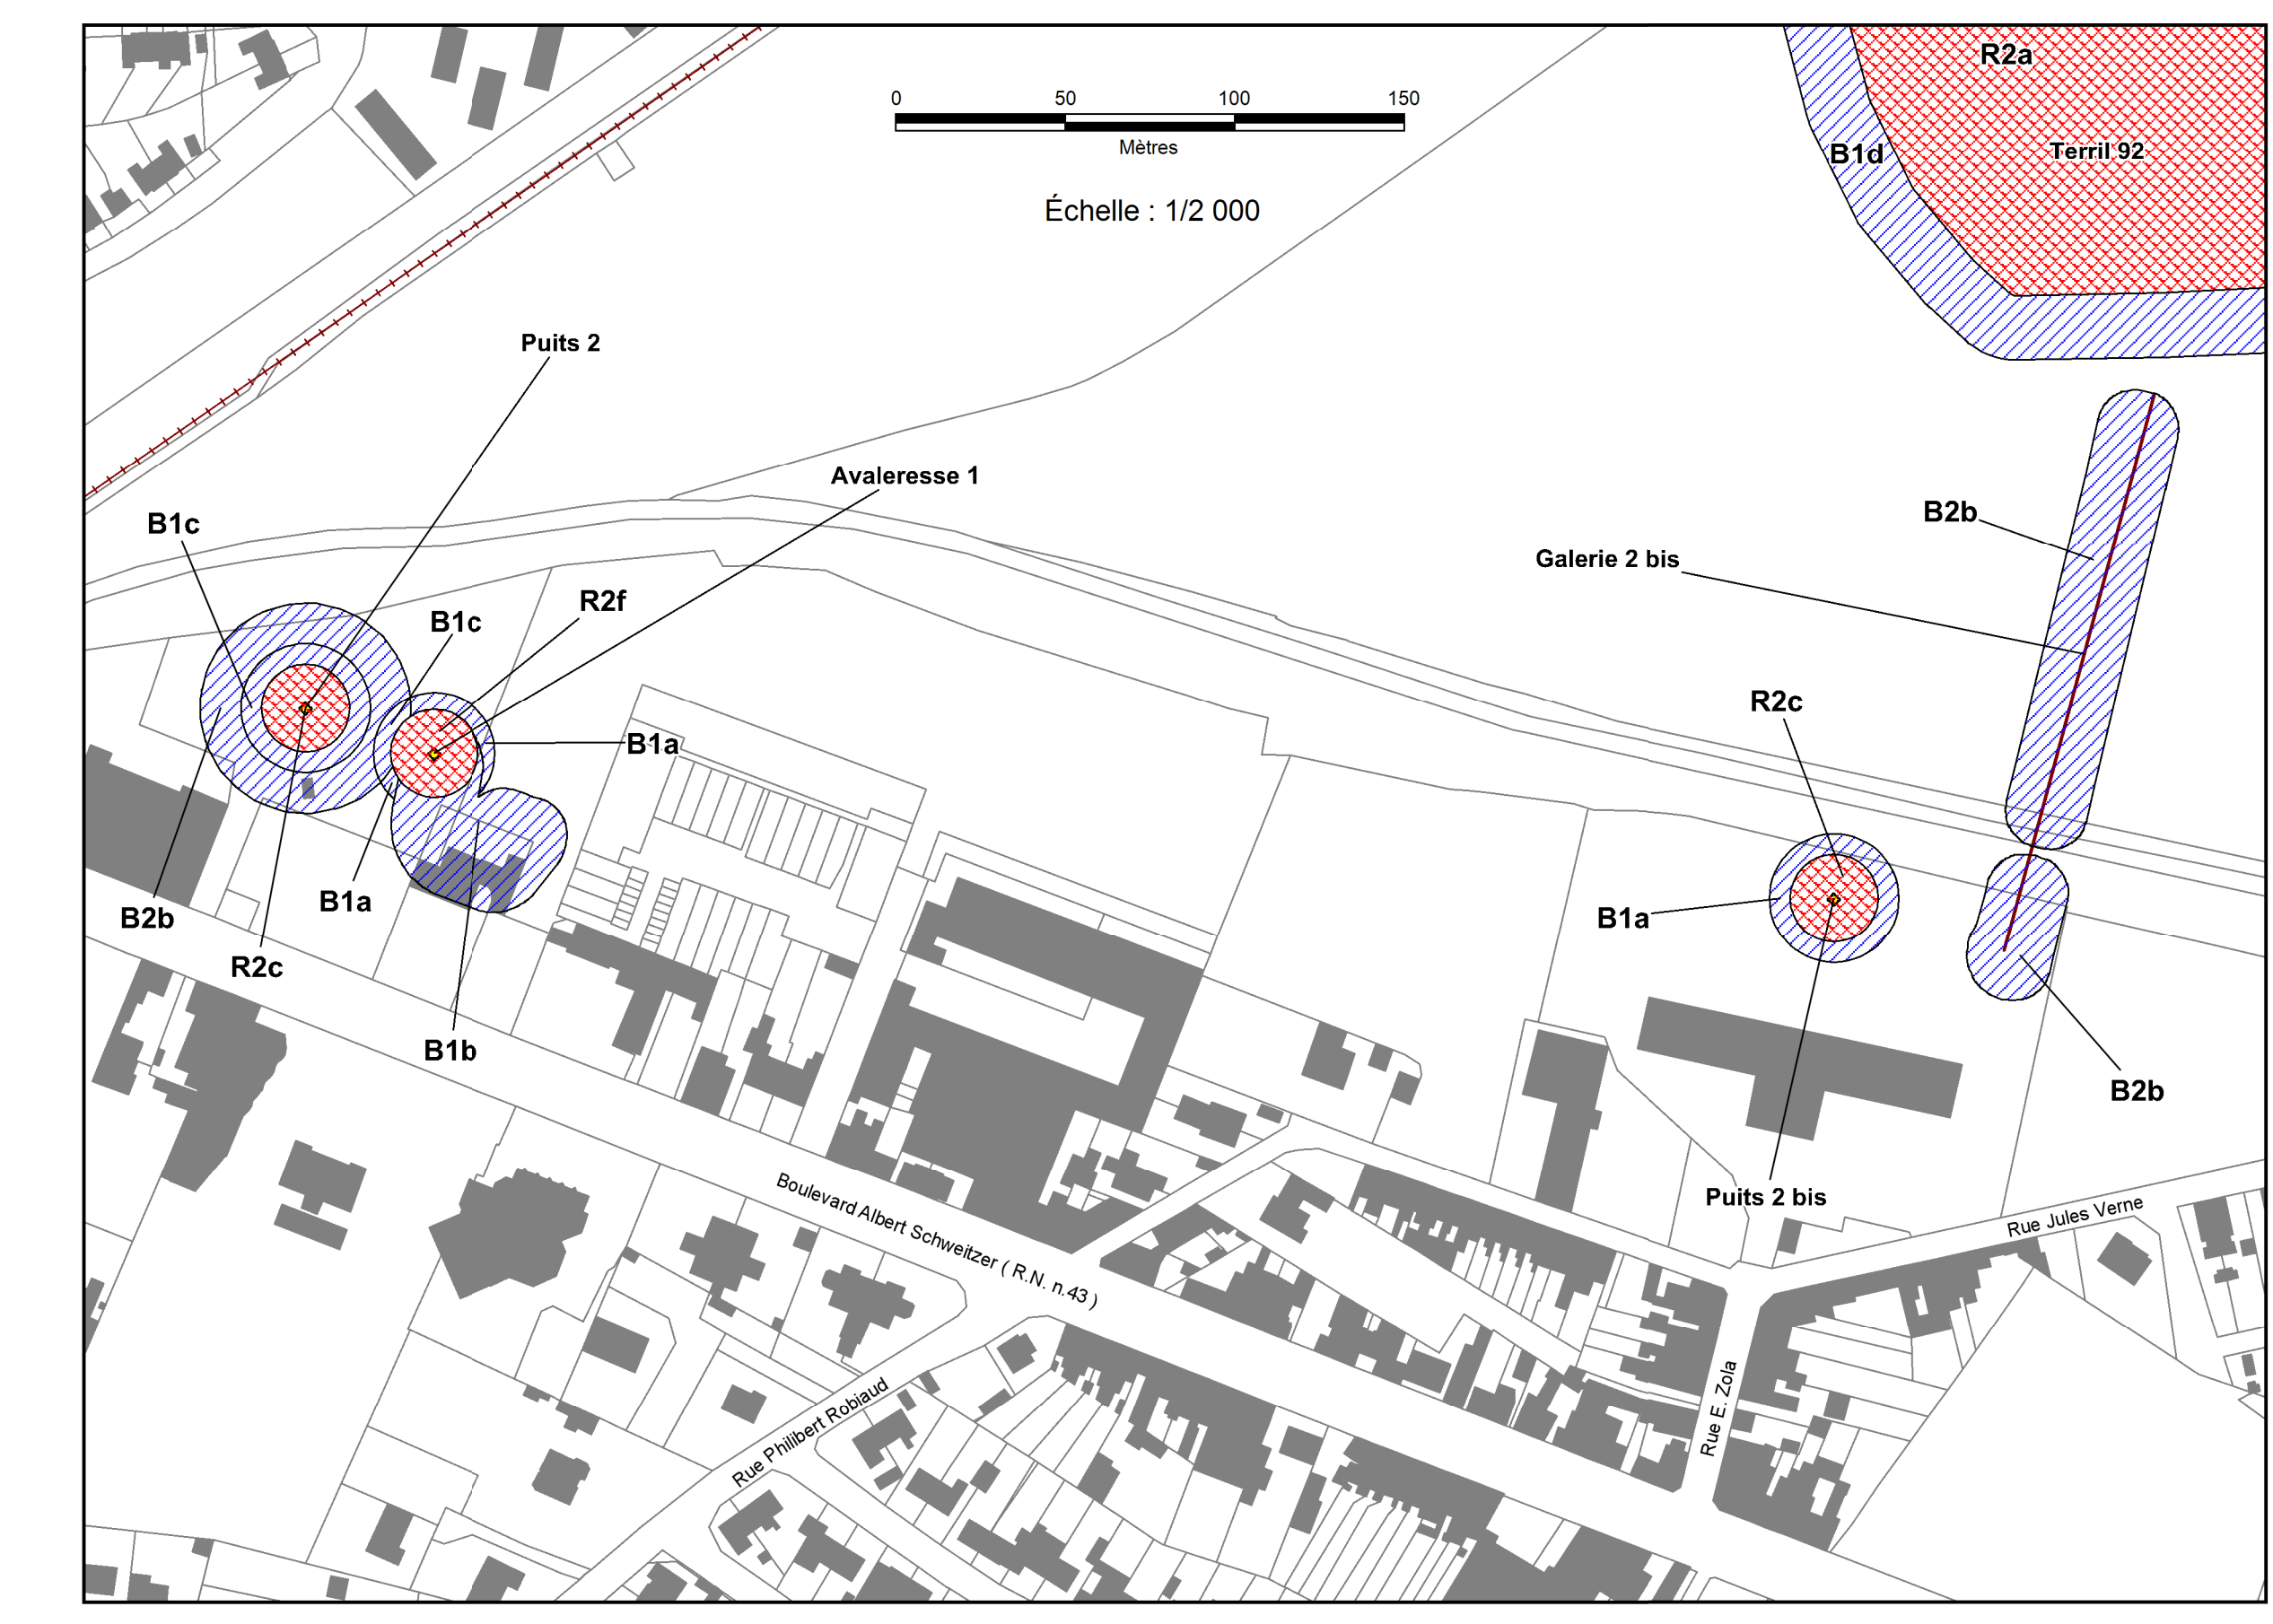 R2a
0 50 100 150
Mètres
B1d
Terril 92
Échelle : 1/2 000
Puits 2
Avaleresse 1
B2b
B1c
Galerie 2 bis
R2f
B1c
R2c
B1a
B1a
B2b
B1a
R2c
B1b
B2b
Puits 2 bis
Boulevard Albert Schweitzer ( R.N. n.43 )
Rue Jules Verne
Rue E. Zola
Rue Philibert Robiaud